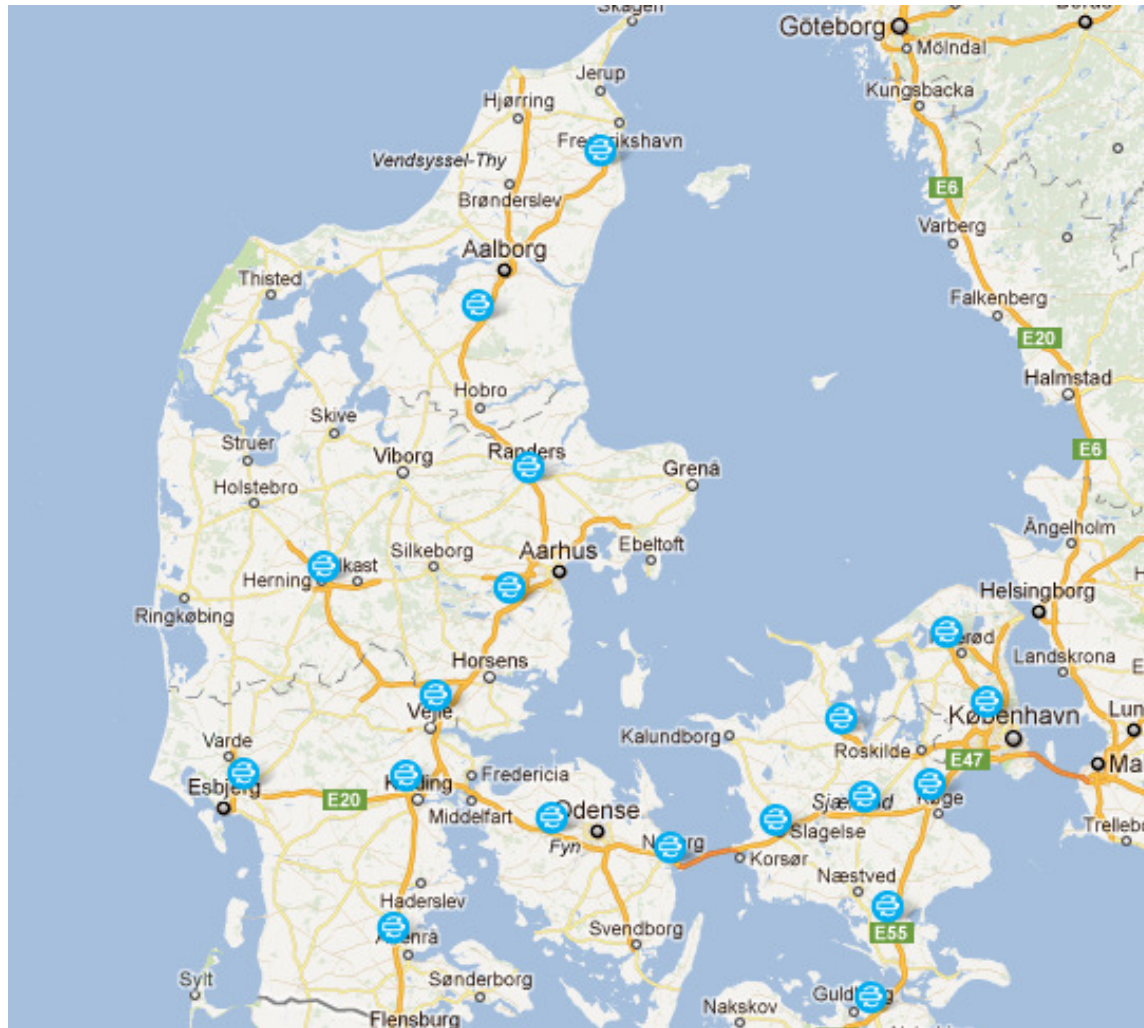 Skagen
Göteborg
Mölndal
Jerup
Kungsbacka
Hjørring
Vendsyssel-Thy
E6
Brønderslev
Varberg
Aalborg
Thisted
Falkenberg
E20
Halmstad
Hobro
Skive
Struer
Viborg
Randers
Grenå
E6
Holstebro
Ängelholm
Silkeborg
Aarhus
Ebeltoft
Herning
Helsingborg
Ringkøbing
Landskrona
Horsens
København
Vejle
Kalundborg
Roskilde
Varde
E47
Fredericia
Esbjerg
E20
Middelfart
Odense
Fyn
Slagelse
Korsør
Næstved
Haderslev
E55
Svendborg
Sylt
Sønderborg
Nakskov
Flensburg